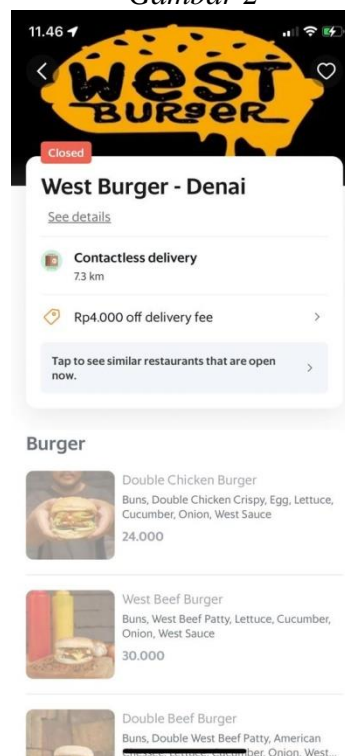 Gambar 2
11.46
West
BURGER
Closed
West Burger - Denai
See details
Contactless delivery
7.3 km
Rp4.000 off delivery fee
Tap to see similar restaurants that are open
now.
Burger
Double Chicken Burger
Buns, Double Chicken Crispy, Egg, Lettuce,
Cucumber, Onion, West Sauce
24.000
West Beef Burger
Buns, West Beef Patty, Lettuce, Cucumber,
Onion, West Sauce
30.000
Double Beef Burger
Buns, Double West Beef Patty, American
Onion, West...